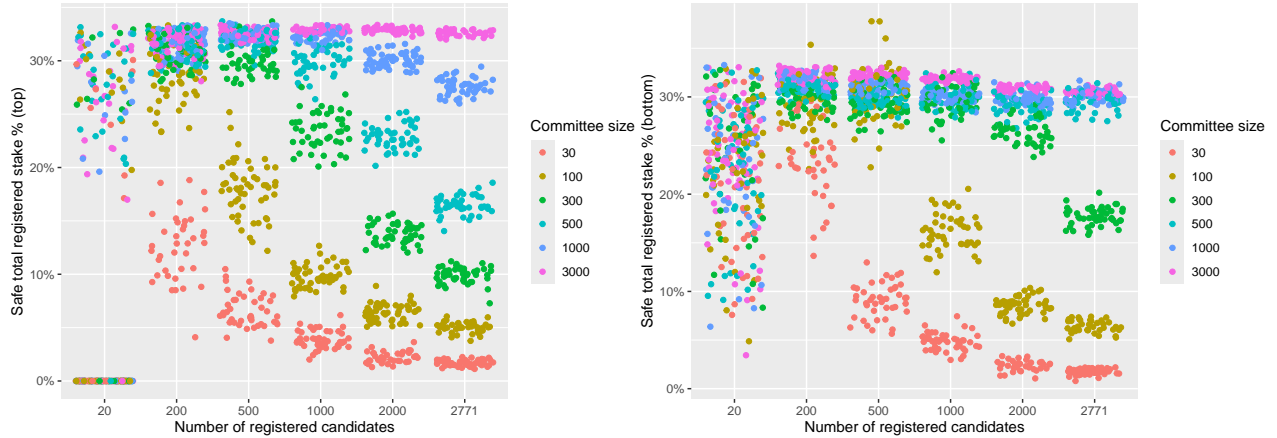 Safe total registered stake % (top)
30%
20%
10%
0%
20 200 500 1000 2000 2771
Number of registered candidates
Committee size
30
100
300
500
1000
3000
Safe total registered stake % (bottom)
30%
20%
10%
0%
20 200 500 1000 2000 2771
Number of registered candidates
Committee size
30
100
300
500
1000
3000